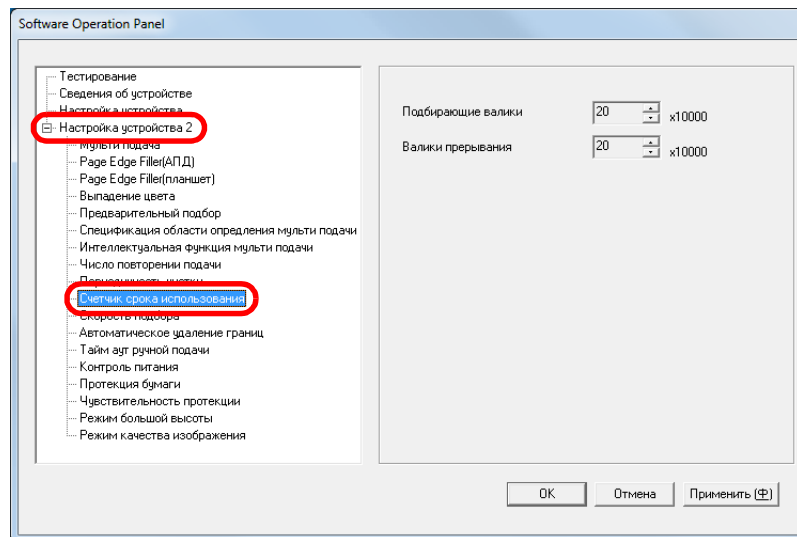 Software Operation Panel
Тестирование
Сведения об устройстве
Настройка устройства
Настройка устройства 2
Мульти подача
Page Edge Filler(АПД)
Page Edge Filler(планшет)
Выпадение цвета
Предварительный подбор
Спецификация области опредления мульти подачи
Интеллектуальная функция мульти подачи
Число повторении подачи
Периодичность чистки
Счетчик срока использования
Скорость подбора
Автоматическое удаление границ
Тайм аут ручной подачи
Контроль питания
Протекция бумаги
Чувствительность протекции
Режим большой высоты
Режим качества изображения
Подбирающие валики 20 x10000
Валики прерывания 20 x10000
OK Отмена Применить (Ф)